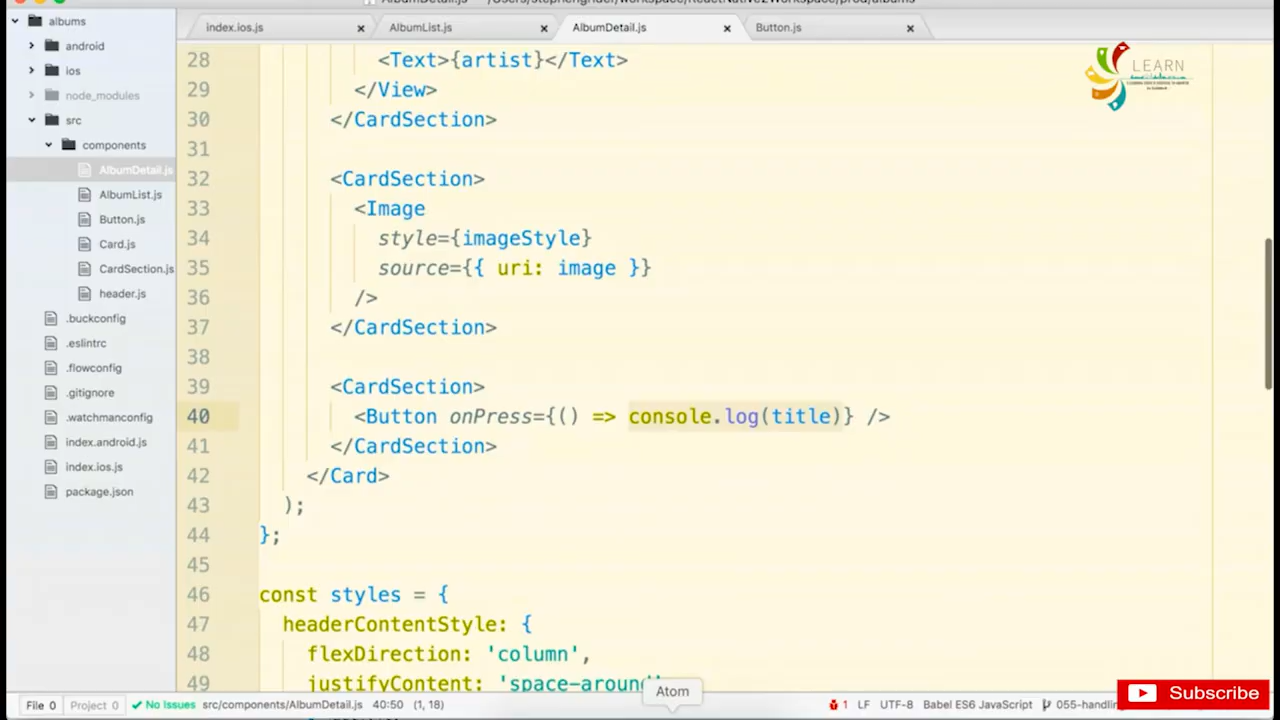 albums
android
ios
node_modules
src
components
AlbumDetail.js
AlbumList.js
Button.js
Card.js
CardSection.js
header.js
.buckconfig
.eslintrc
.flowconfig
.gitignore
.watchmanconfig
index.android.js
index.ios.js
package.json
index.ios.js
AlbumList.js
AlbumDetail.js
Button.js
LEARN
28 <Text>{artist}</Text>
29 </View>
30 </CardSection>
31
32 <CardSection>
33 <Image
34 style={imageStyle}
35 source={{ uri: image }}
36 />
37 </CardSection>
38
39 <CardSection>
40 <Button onPress={() => console.log(title)} />
41 </CardSection>
42 </Card>
43 );
44 };
45
46 const styles = {
47 headerContentStyle: {
48 flexDirection: 'column',
49 justifyContent: 'space-around'
Atom
File 0 Project 0 No Issues src/components/AlbumDetail.js 40:50 (1, 18) 1 LF UTF-8 Babel ES6 JavaScript 055-handlin
Subscribe